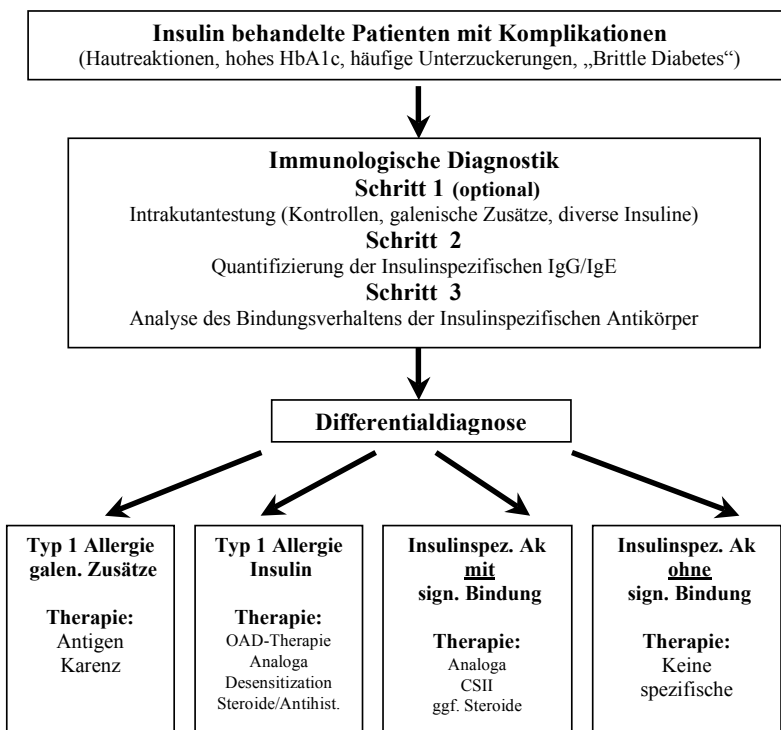 Insulin behandelte Patienten mit Komplikationen
(Hautreaktionen, hohes HbA1c, häufige Unterzuckerungen, „Brittle Diabetes“)
Immunologische Diagnostik
Schritt 1 (optional)
Intrakutantestung (Kontrollen, galenische Zusätze, diverse Insuline)
Schritt 2
Quantifizierung der Insulinspezifischen IgG/IgE
Schritt 3
Analyse des Bindungsverhaltens der Insulinspezifischen Antikörper
Differentialdiagnose
Typ 1 Allergie
galen. Zusätze
Therapie:
Antigen
Karenz
Typ 1 Allergie
Insulin
Therapie:
OAD-Therapie
Analoga
Desensitization
Steroide/Antihist.
Insulinspez. Ak
mit
sign. Bindung
Therapie:
Analoga
CSII
ggf. Steroide
Insulinspez. Ak
ohne
sign. Bindung
Therapie:
Keine
spezifische